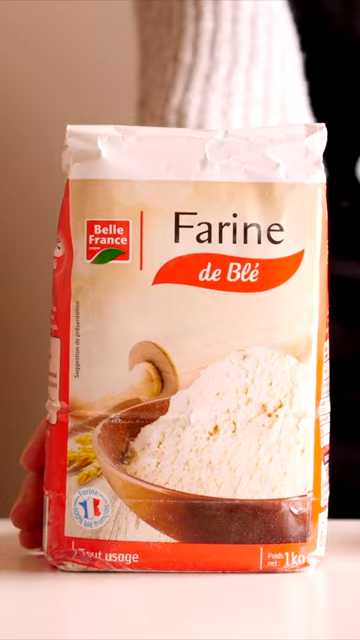 Belle
France
Farine
de Blé
Suggestion de présentation
Farine
100% blé français
Tout usage
Poids
net : 1kg